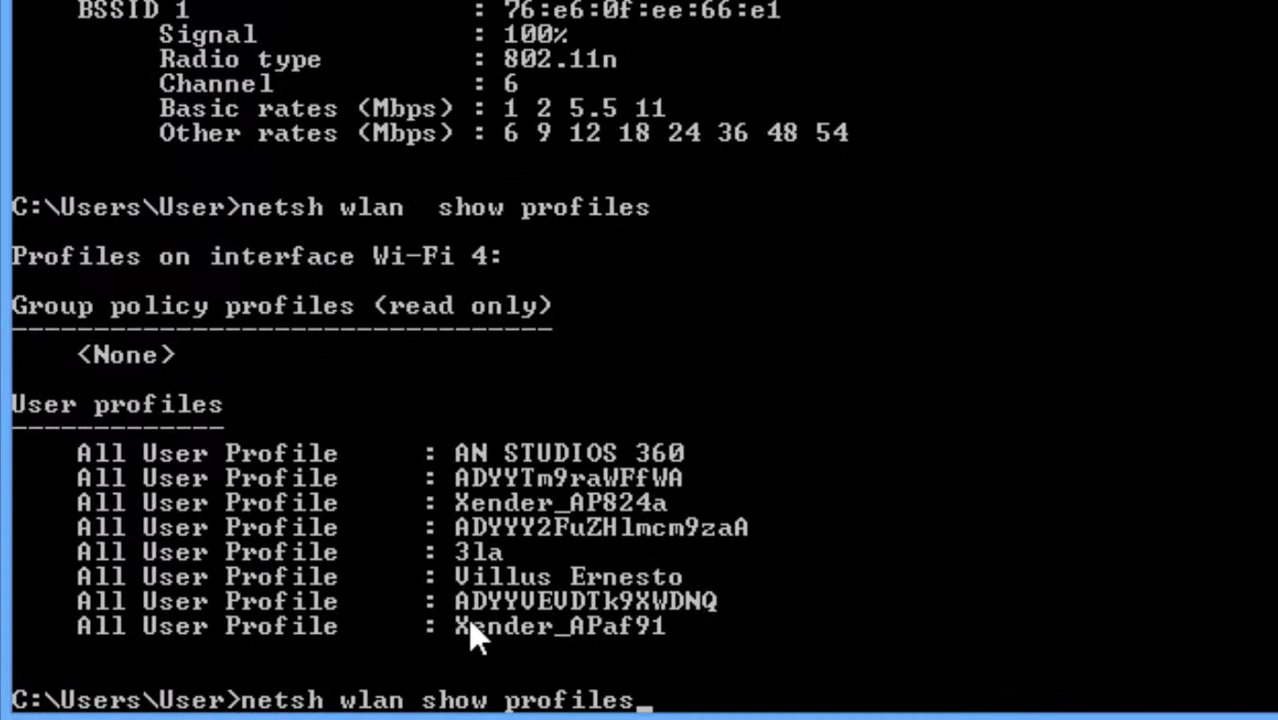 BSSID 1 : 76:e6:0f:ee:66:e1
Signal : 100%
Radio type : 802.11n
Channel : 6
Basic rates (Mbps) : 1 2 5.5 11
Other rates (Mbps) : 6 9 12 18 24 36 48 54
C:\Users\User>netsh wlan  show profiles
Profiles on interface Wi-Fi 4:
Group policy profiles (read only)
---------------------------------
<None>
User profiles
-------------
All User Profile : AN STUDIOS 360
All User Profile : ADYYTm9raWFfWA
All User Profile : Xender_AP824a
All User Profile : ADYYY2FuZHlmcm9zaA
All User Profile : 3la
All User Profile : Villus Ernesto
All User Profile : ADYYVEVDTk9XWDNQ
All User Profile : Xender_APaf91
C:\Users\User>netsh wlan show profiles_